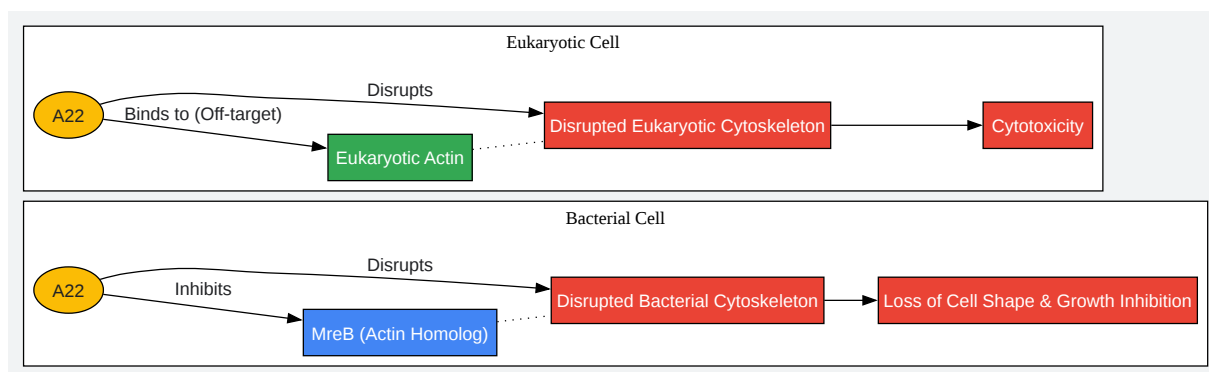 Eukaryotic Cell
Disrupts
A22
Binds to (Off-target)
Disrupted Eukaryotic Cytoskeleton
Cytotoxicity
Eukaryotic Actin
Bacterial Cell
Disrupts
A22
Inhibits
Disrupted Bacterial Cytoskeleton
Loss of Cell Shape & Growth Inhibition
MreB (Actin Homolog)